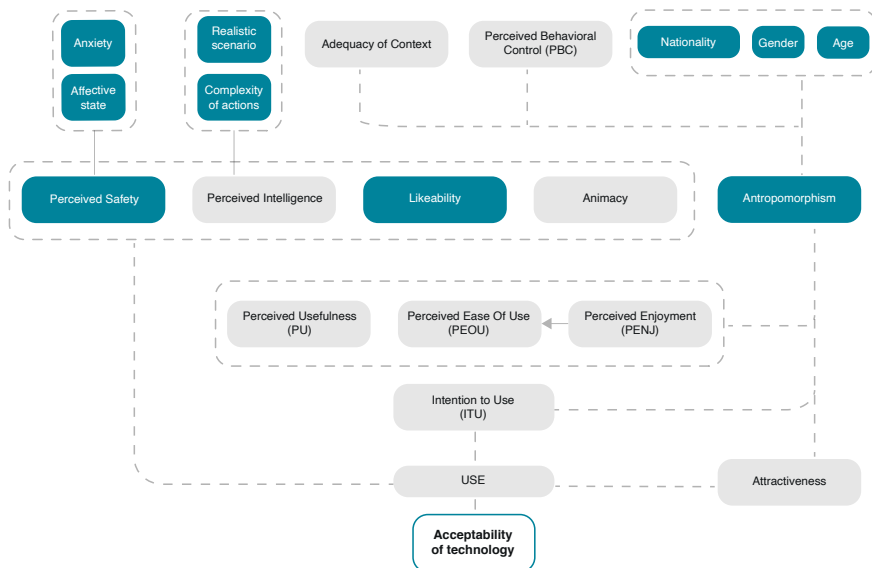 Anxiety
Affective
state
Realistic
scenario
Complexity
of actions
Adequacy of Context
Perceived Behavioral
Control (PBC)
Nationality
Gender
Age
Perceived Safety
Perceived Intelligence
Likeability
Animacy
Antropomorphism
Perceived Usefulness
(PU)
Perceived Ease Of Use
(PEOU)
Perceived Enjoyment
(PENJ)
Intention to Use
(ITU)
USE
Attractiveness
Acceptability
of technology